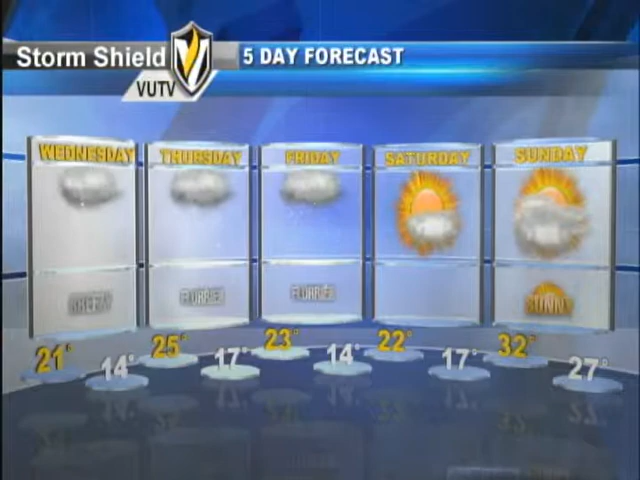 Storm Shield
VUTV
5 DAY FORECAST
WEDNESDAY THURSDAY FRIDAY SATURDAY SUNDAY
BREEZY FLURRIES FLURRIES SUNNY
21° 14° 25° 17° 23° 14° 22° 17° 32° 27°